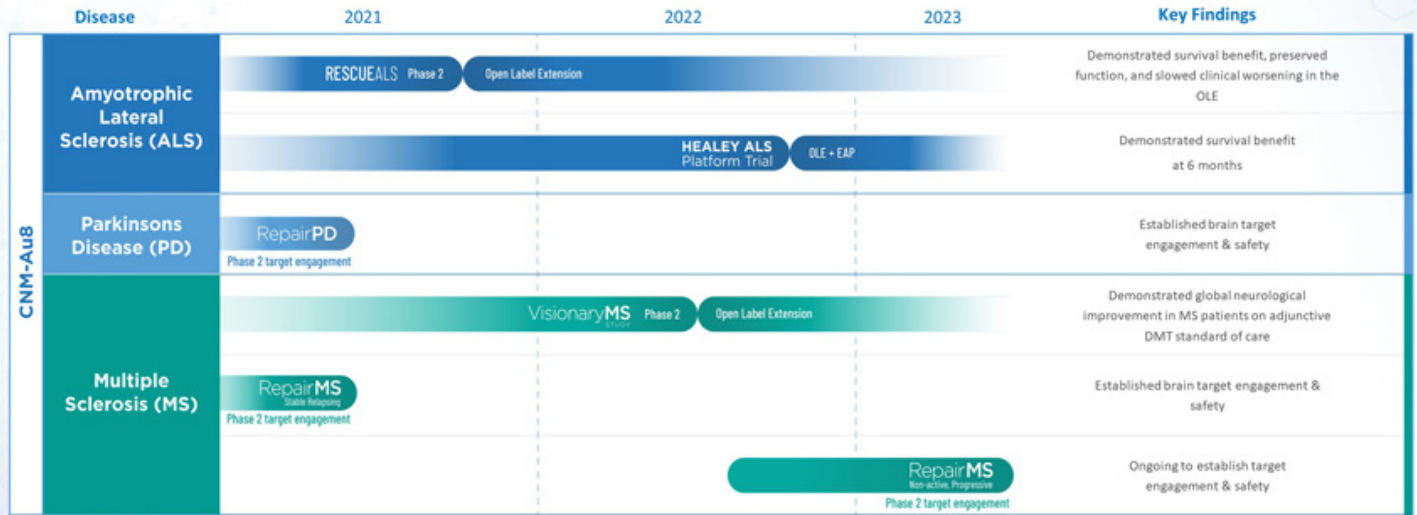 Disease 2021 2022 2023 Key Findings
CNM-Au8
Amyotrophic
Lateral
Sclerosis (ALS)
RESCUEALS Phase 2
Open Label Extension
Demonstrated survival benefit, preserved
function, and slowed clinical worsening in the
OLE
HEALEY ALS
Platform Trial
OLE + EAP
Demonstrated survival benefit
at 6 months
Parkinsons
Disease (PD)
RepairPD
Phase 2 target engagement
Established brain target
engagement & safety
Multiple
Sclerosis (MS)
VisionaryMS Phase 2
STUDY
Open Label Extension
Demonstrated global neurological
improvement in MS patients on adjunctive
DMT standard of care
RepairMS
Stable Relapsing
Phase 2 target engagement
Established brain target engagement &
safety
RepairMS
Non-active, Progressive
Phase 2 target engagement
Ongoing to establish target
engagement & safety